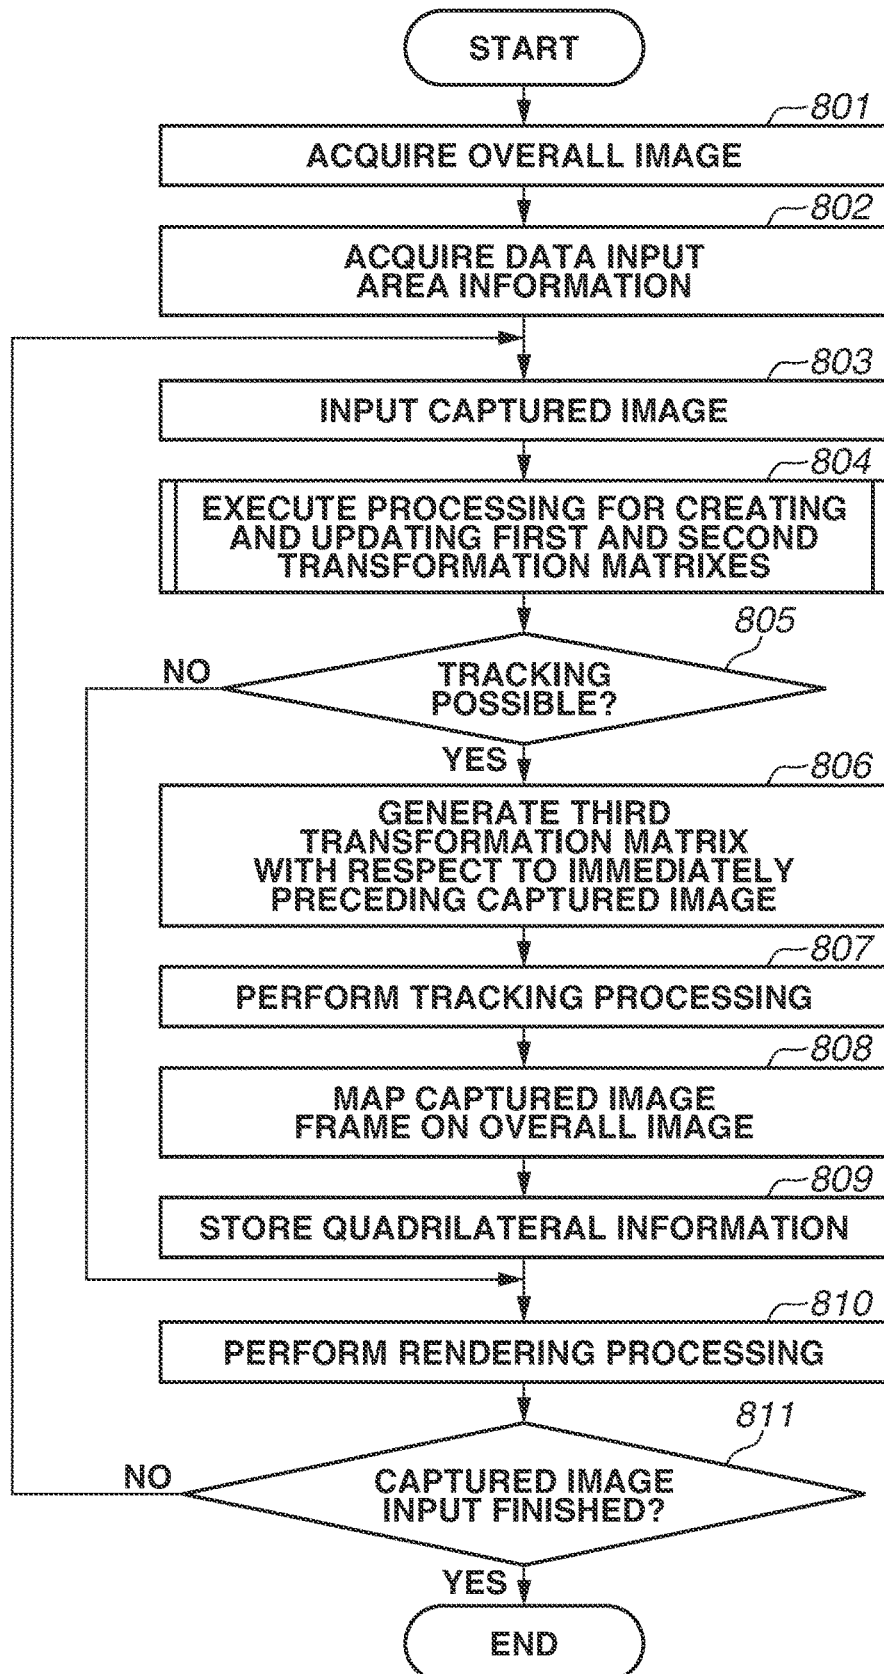 START
801
ACQUIRE OVERALL IMAGE
802
ACQUIRE DATA INPUT
AREA INFORMATION
803
INPUT CAPTURED IMAGE
804
EXECUTE PROCESSING FOR CREATING
AND UPDATING FIRST AND SECOND
TRANSFORMATION MATRIXES
805
NO
TRACKING
POSSIBLE?
YES
806
GENERATE THIRD
TRANSFORMATION MATRIX
WITH RESPECT TO IMMEDIATELY
PRECEDING CAPTURED IMAGE
807
PERFORM TRACKING PROCESSING
808
MAP CAPTURED IMAGE
FRAME ON OVERALL IMAGE
809
STORE QUADRILATERAL INFORMATION
810
PERFORM RENDERING PROCESSING
811
NO
CAPTURED IMAGE
INPUT FINISHED?
YES
END